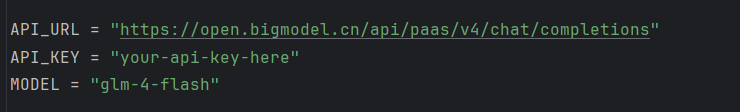 API_URL = "https://open.bigmodel.cn/api/paas/v4/chat/completions"
API_KEY = "your-api-key-here"
MODEL = "glm-4-flash"